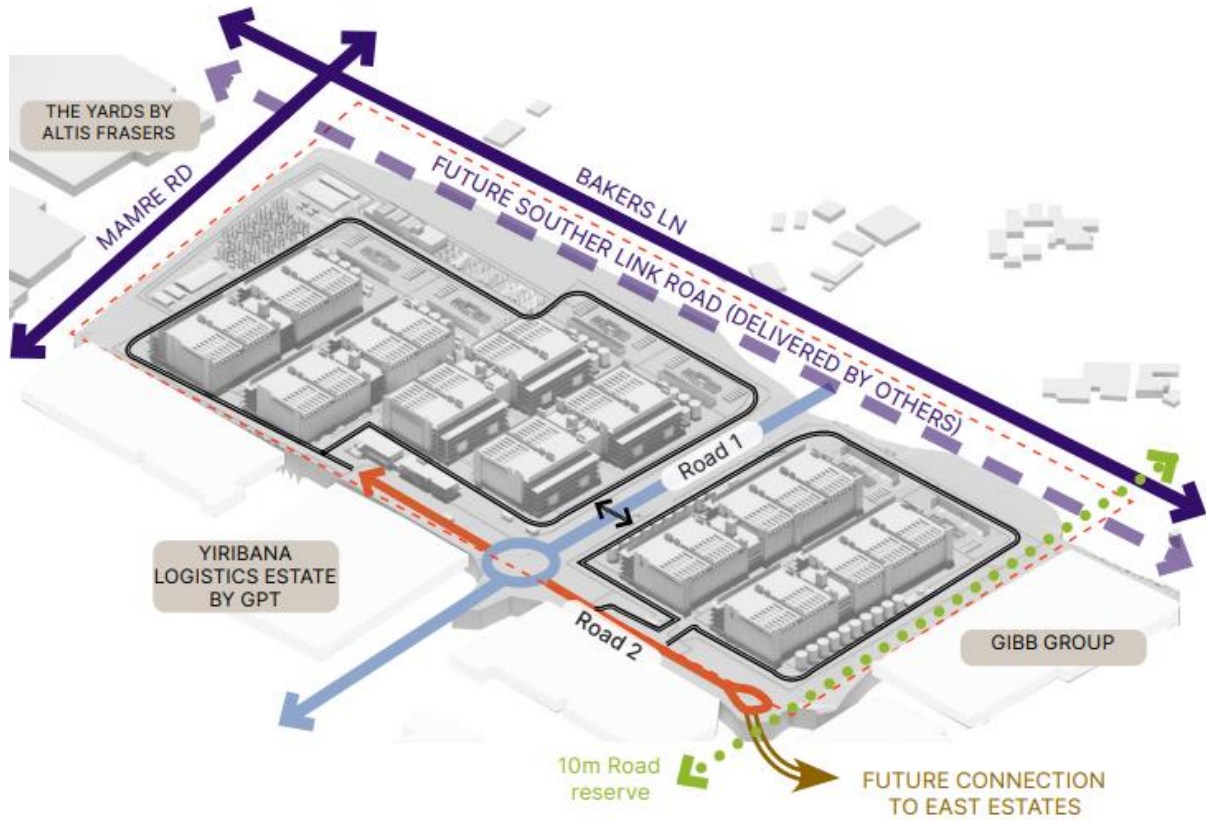 THE YARDS BY
ALTIS FRASERS
MAMRE RD
BAKERS LN
FUTURE SOUTHER LINK ROAD (DELIVERED BY OTHERS)
Road 1
YIRIBANA
LOGISTICS ESTATE
BY GPT
Road 2
GIBB GROUP
10m Road
reserve
FUTURE CONNECTION
TO EAST ESTATES